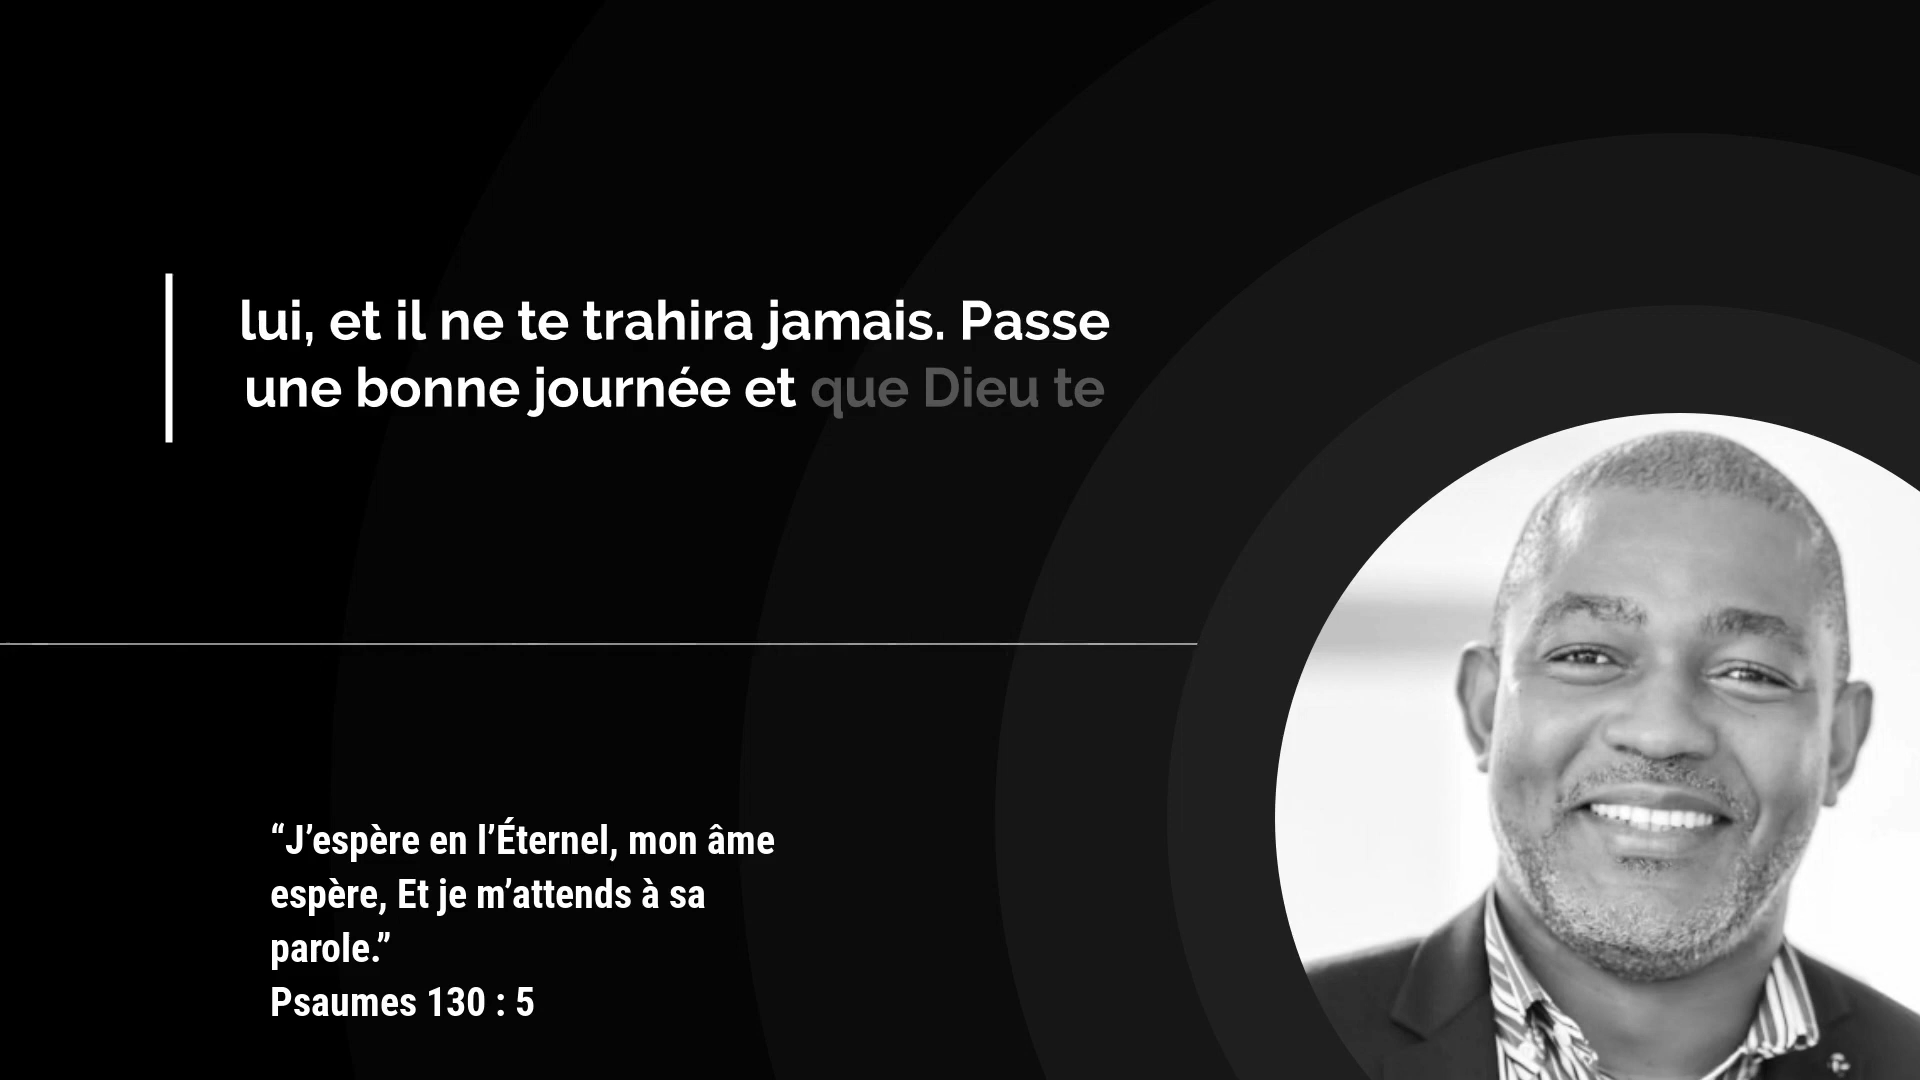 lui, et il ne te trahira jamais. Passe
une bonne journée et que Dieu te
“J’espère en l’Éternel, mon âme
espère, Et je m’attends à sa
parole.”
Psaumes 130 : 5